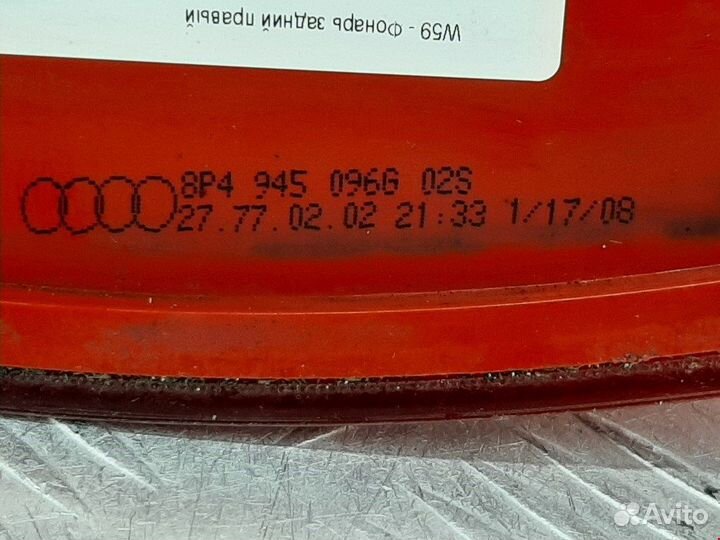 W59 - Фонарь задний правый
8P4 945 096G 02S
27.77.02.02 21:33 1/17/08
Avito